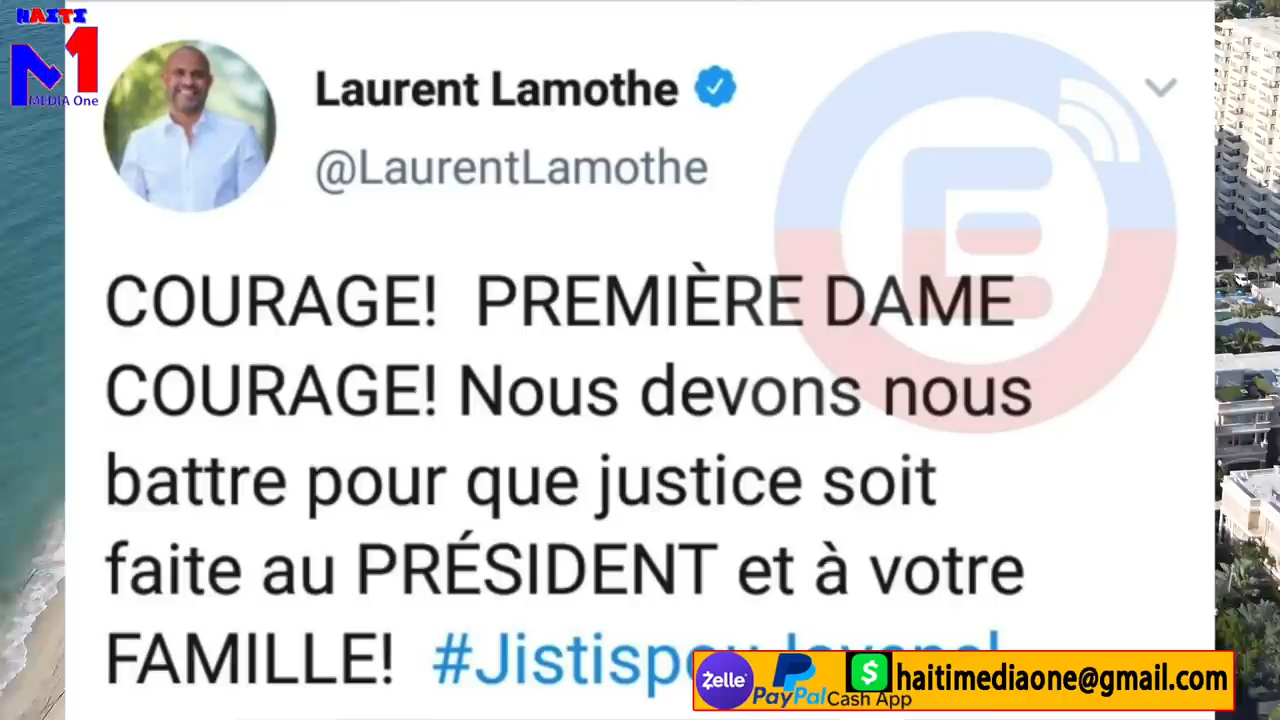 HAITI
M1
MEDIA One
Laurent Lamothe
@LaurentLamothe
E
COURAGE! PREMIÈRE DAME
COURAGE! Nous devons nous
battre pour que justice soit
faite au PRÉSIDENT et à votre
FAMILLE! #Jistispou
Zelle PayPal $ Cash App haitimediaone@gmail.com